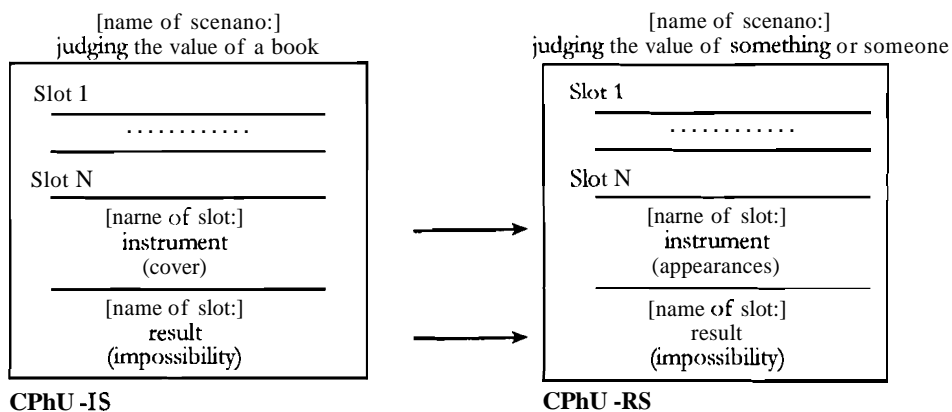 [name of scenano:]
judging the value of a book
Slot 1
............
Slot N
[narne of slot:]
instrument
(cover)
[name of slot:]
result
(impossibility)
CPhU -IS
[name of scenano:]
judging the value of something or someone
Slot 1
............
Slot N
[narne of slot:]
instrument
(appearances)
[name of slot:]
result
(impossibility)
CPhU -RS